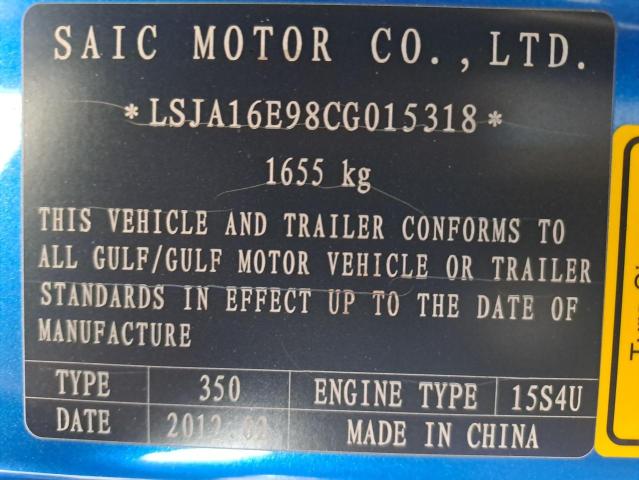 SAIC MOTOR CO.,LTD.
*LSJA16E98CG015318*
1655 kg
THIS VEHICLE AND TRAILER CONFORMS TO
ALL GULF/GULF MOTOR VEHICLE OR TRAILER
STANDARDS IN EFFECT UP TO THE DATE OF
MANUFACTURE
TYPE 350 ENGINE TYPE 15S4U
DATE MADE IN CHINA